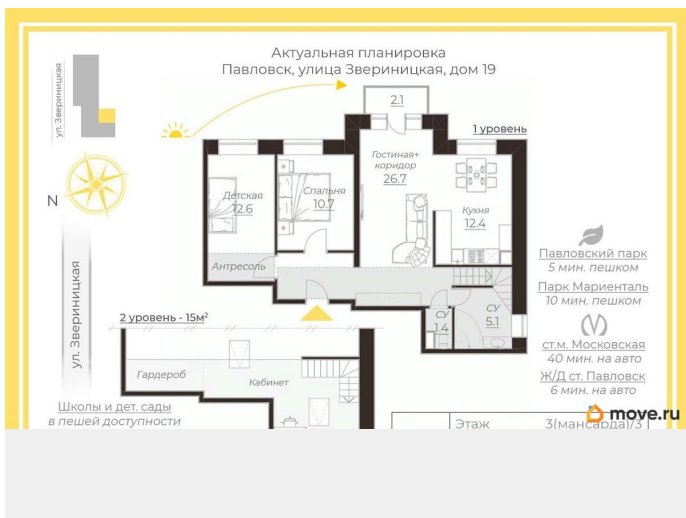 Актуальная планировка
Павловск, улица Звериницкая, дом 19
ул. Звериницкая
2.1
1 уровень
Гостиная+
коридор
26.7
Детская
12.6
Спальня
10.7
Кухня
12.4
N
Антресоль
СУ
1.4
СУ
5.1
Павловский парк
5 мин. пешком
Парк Мариенталь
10 мин. пешком
ст.м. Московская
40 мин. на авто
Ж/Д ст. Павловск
6 мин. на авто
ул. Звериницкая
2 уровень - 15м²
Гардероб
Кабинет
Школы и дет. сады
в пешей доступности
Этаж 3(мансарда)/3
move.ru